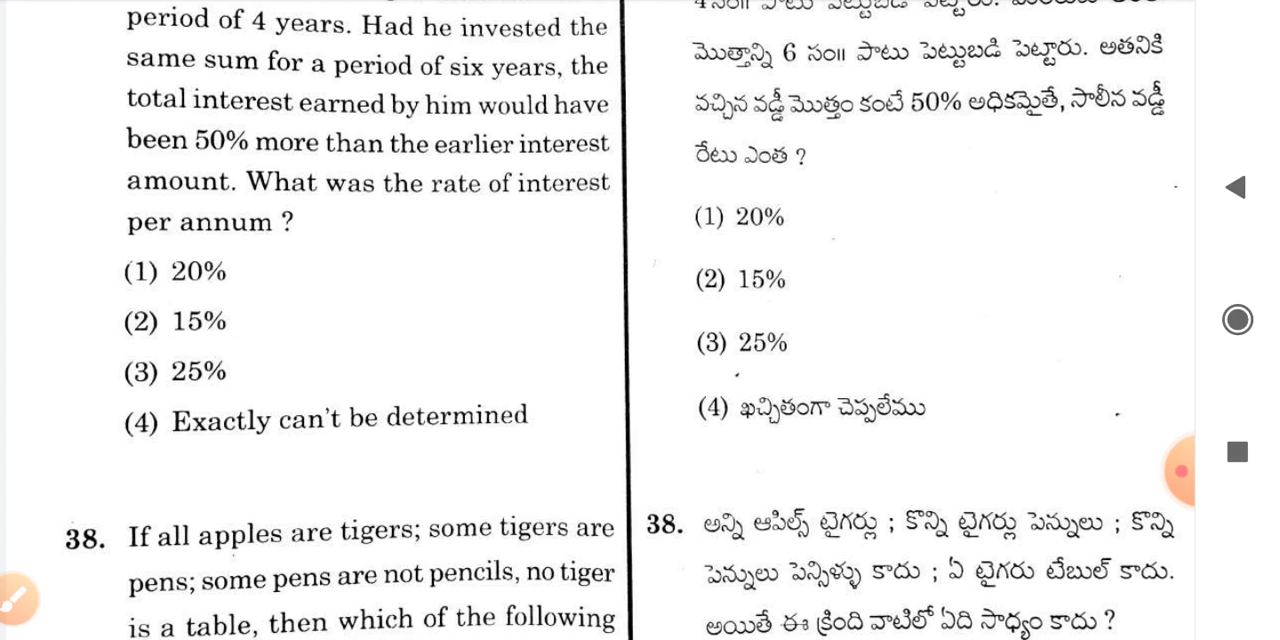 period of 4 years. Had he invested the
same sum for a period of six years, the
total interest earned by him would have
been 50% more than the earlier interest
amount. What was the rate of interest
per annum ?
(1) 20%
(2) 15%
(3) 25%
(4) Exactly can't be determined
38. If all apples are tigers; some tigers are
pens; some pens are not pencils, no tiger
is a table, then which of the following
మొత్తాన్ని 6 సం॥ పాటు పెట్టుబడి పెట్టారు. అతనికి
వచ్చిన వడ్డీ మొత్తం కంటే 50% అధికమైతే, సాలీన వడ్డీ
రేటు ఎంత ?
(1) 20%
(2) 15%
(3) 25%
(4) ఖచ్చితంగా చెప్పలేము
38. అన్ని ఆపిల్స్ టైగర్లు ; కొన్ని టైగర్లు పెన్నులు ; కొన్ని
పెన్నులు పెన్సిళ్ళు కాదు ; ఏ టైగరు టేబుల్ కాదు.
అయితే ఈ క్రింది వాటిలో ఏది సాధ్యం కాదు ?